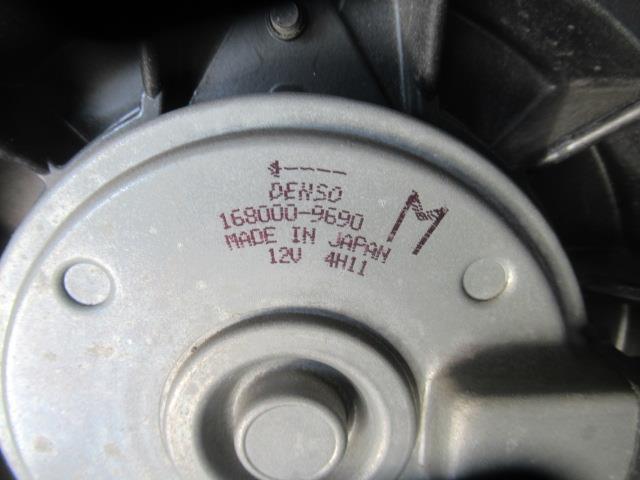 DENSO
168000-9690
MADE IN JAPAN
12V 4H11
M